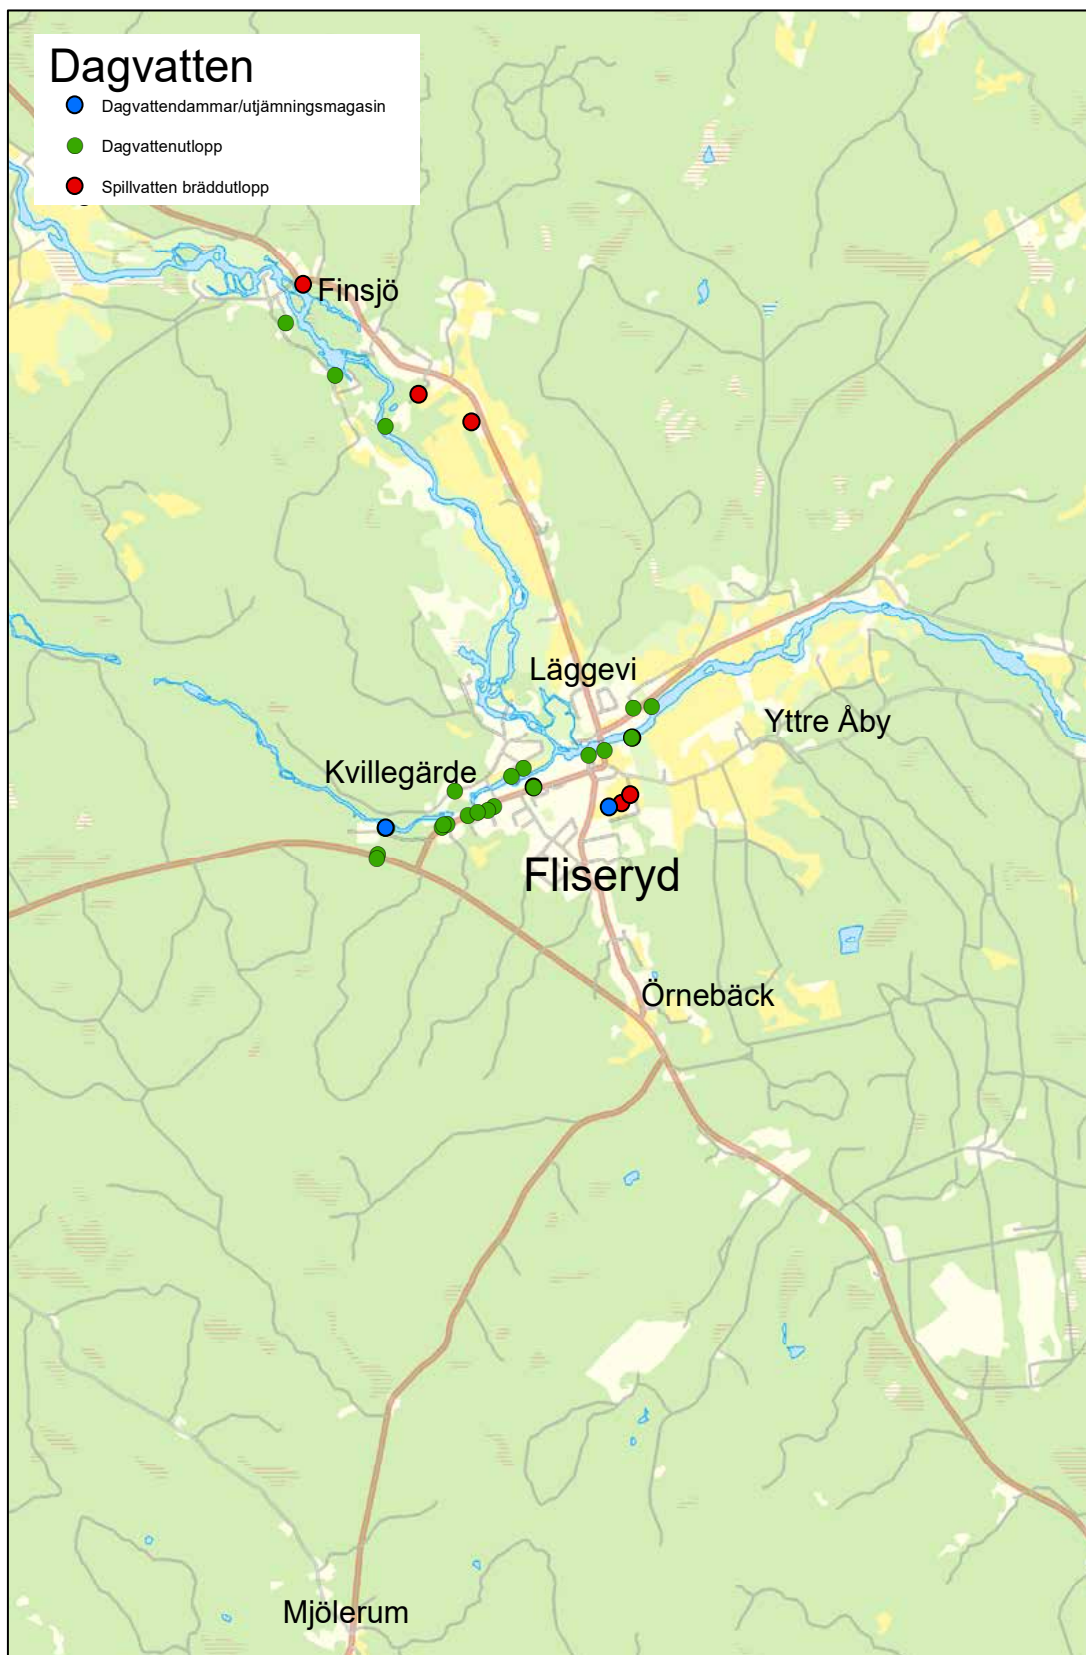 Dagvatten
Dagvattendammar/utjämningsmagasin
Dagvattenutlopp
Spillvatten bräddutlopp
Finsjö
Läggevi
Yttre Åby
Kvillegärde
Fliseryd
Örnebäck
Mjölerum